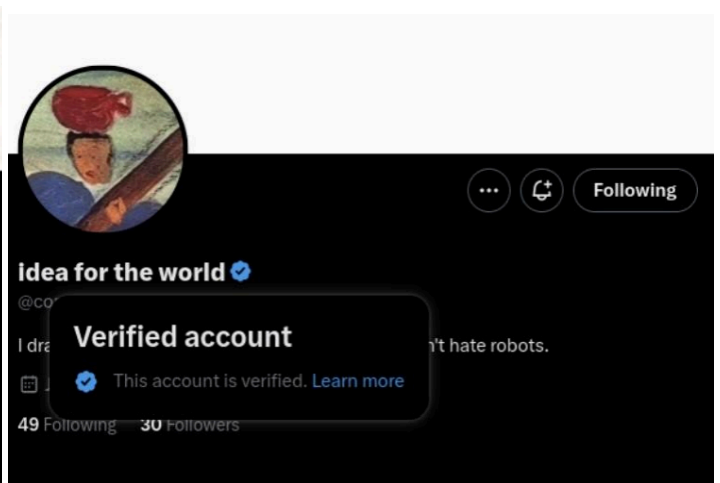 Following
idea for the world
@co
Verified account
I dra
n't hate robots.
This account is verified. Learn more
49 Following 30 Followers